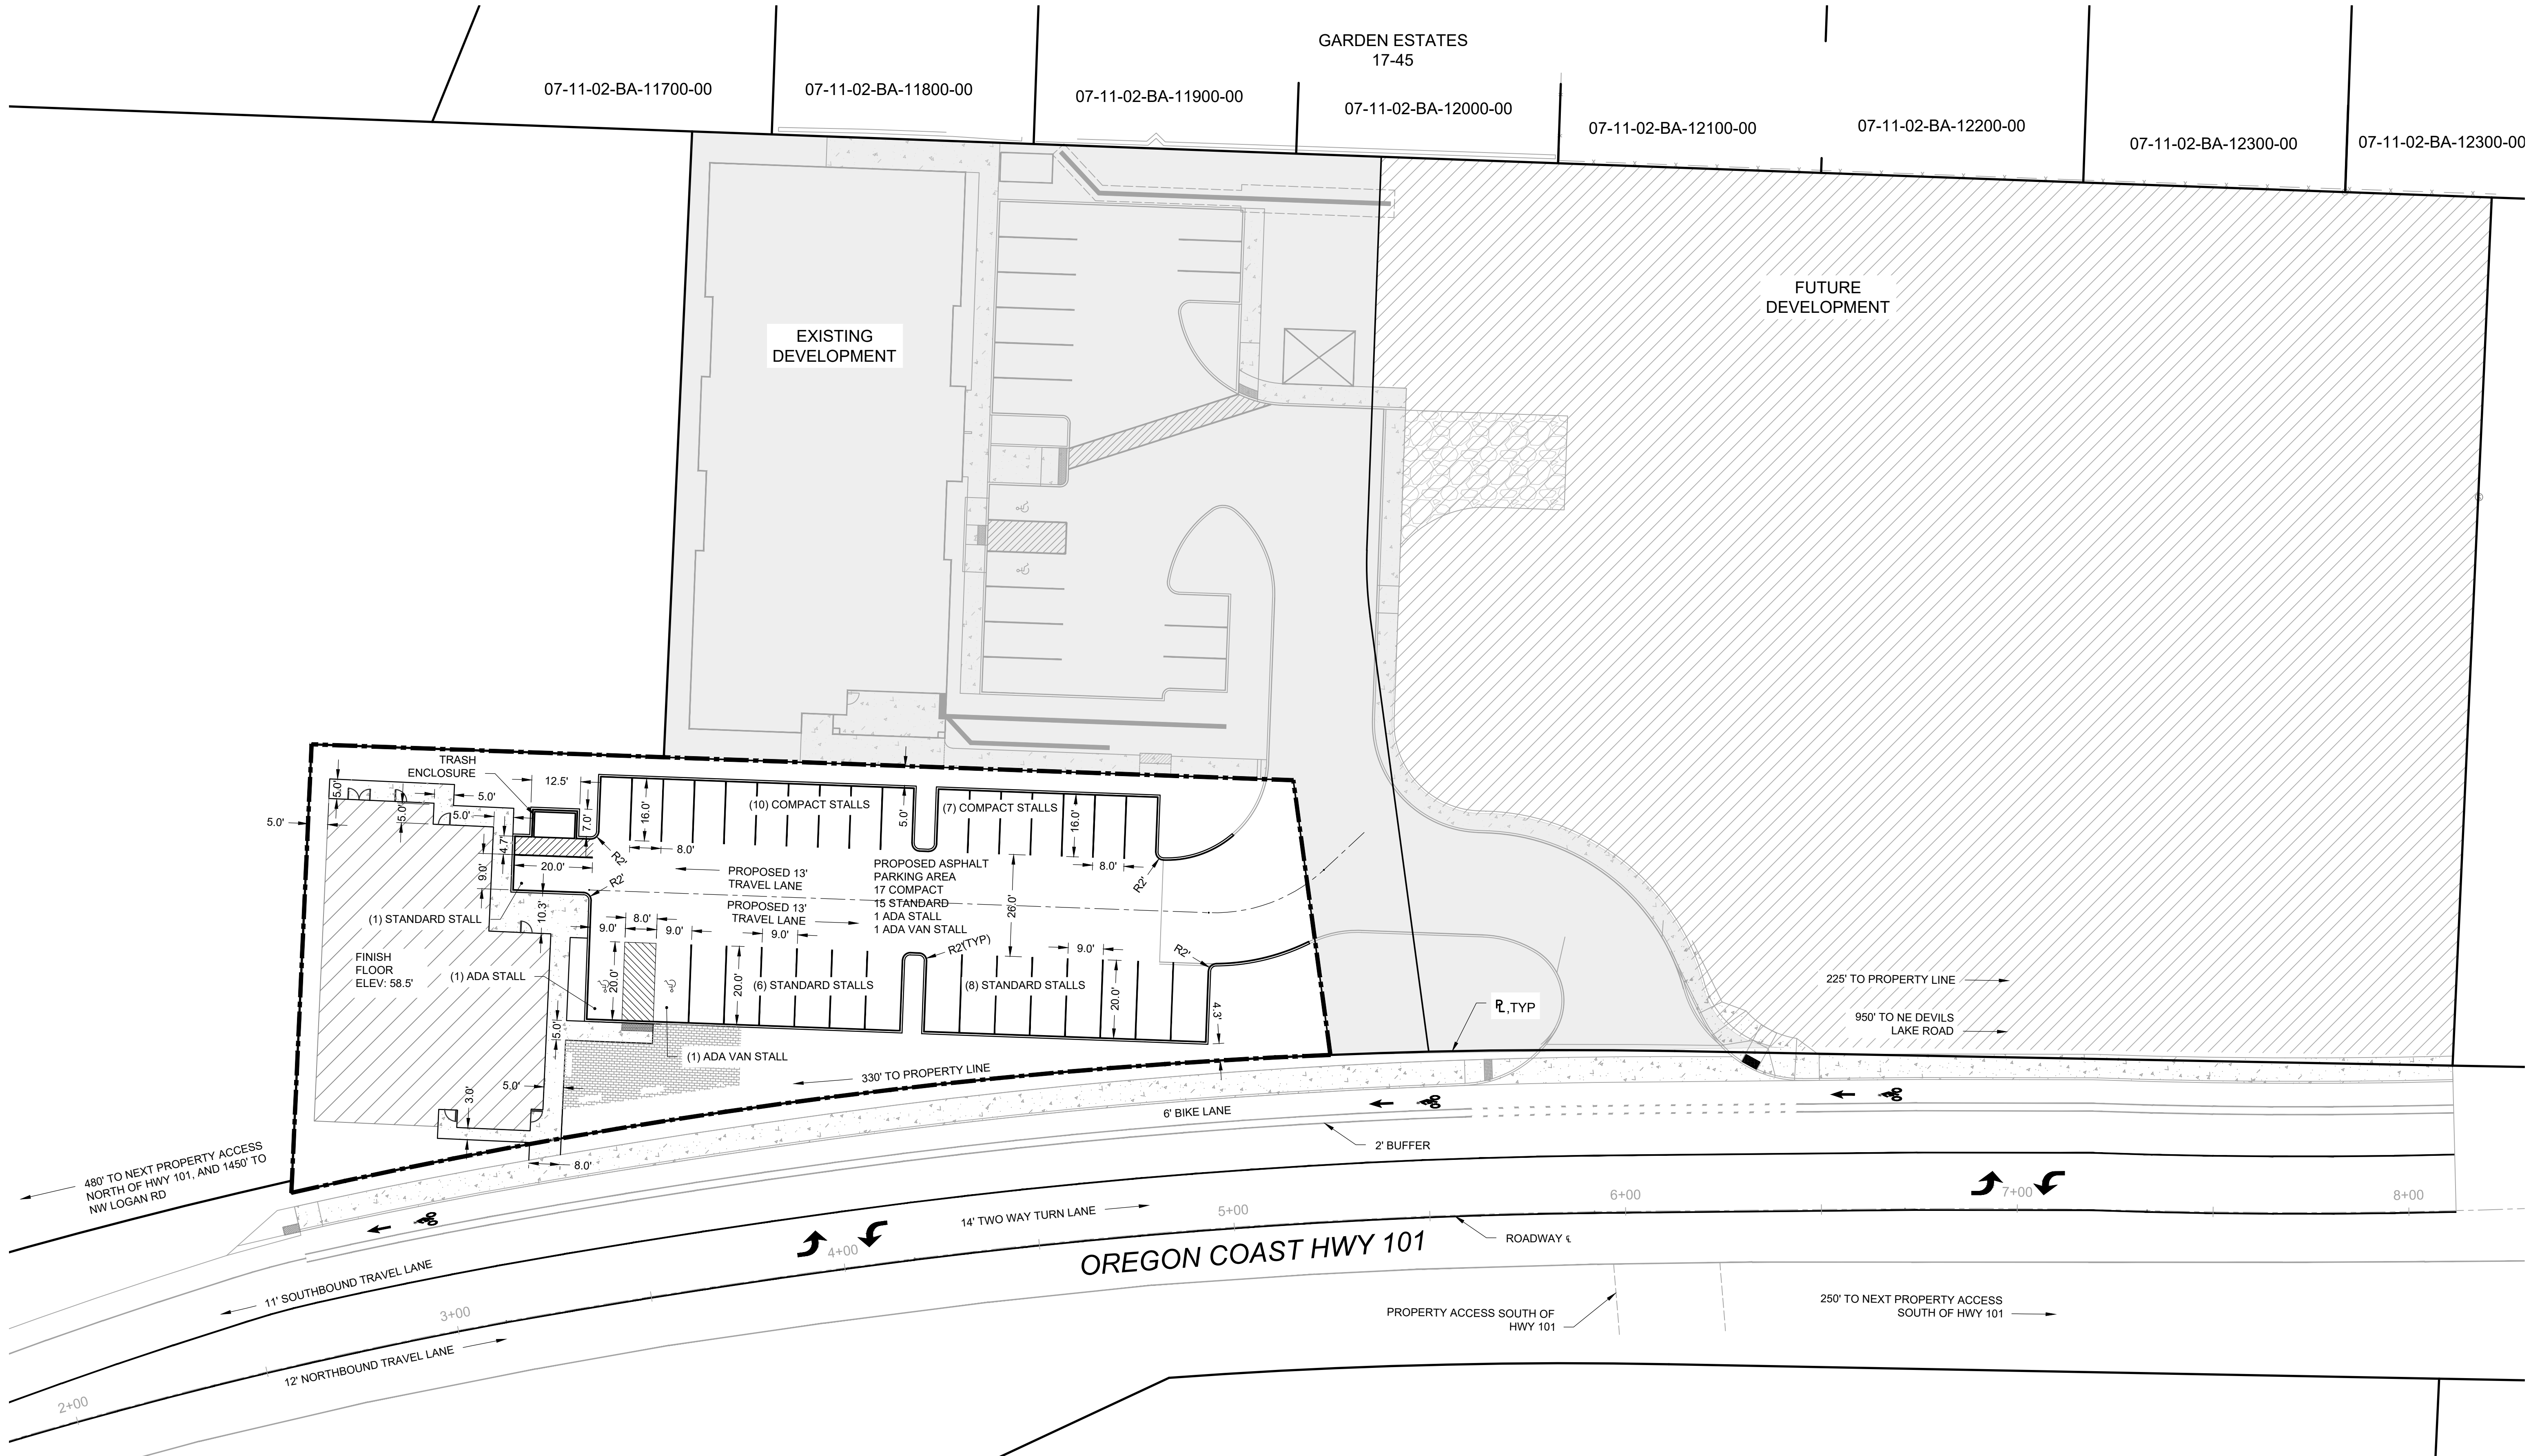 GARDEN ESTATES
17-45
07-11-02-BA-11700-00
07-11-02-BA-11800-00
07-11-02-BA-11900-00
07-11-02-BA-12000-00
07-11-02-BA-12100-00
07-11-02-BA-12200-00
07-11-02-BA-12300-00
07-11-02-BA-12300-00
EXISTING
DEVELOPMENT
FUTURE
DEVELOPMENT
TRASH
ENCLOSURE
12.5'
5.0'
5.0'
5.0'
5.0'
5.0'
4.7'
7.0'
16.0'
8.0'
(10) COMPACT STALLS
5.0'
(7) COMPACT STALLS
16.0'
8.0'
R2'
R2'
R2'
9.0'
20.0'
10.3'
(1) STANDARD STALL
PROPOSED 13'
TRAVEL LANE
PROPOSED 13'
TRAVEL LANE
PROPOSED ASPHALT
PARKING AREA
17 COMPACT
15 STANDARD
1 ADA STALL
1 ADA VAN STALL
26.0'
8.0'
9.0'
9.0'
9.0'
9.0'
R2'(TYP)
R2'
FINISH
FLOOR
ELEV: 58.5'
(1) ADA STALL
20.0'
20.0'
(6) STANDARD STALLS
(8) STANDARD STALLS
20.0'
4.3'
5.0'
(1) ADA VAN STALL
5.0'
3.0'
8.0'
330' TO PROPERTY LINE
PL,TYP
225' TO PROPERTY LINE
950' TO NE DEVILS
LAKE ROAD
6' BIKE LANE
2' BUFFER
480' TO NEXT PROPERTY ACCESS
NORTH OF HWY 101, AND 1450' TO
NW LOGAN RD
11' SOUTHBOUND TRAVEL LANE
14' TWO WAY TURN LANE
12' NORTHBOUND TRAVEL LANE
2+00
3+00
4+00
5+00
6+00
7+00
8+00
OREGON COAST HWY 101
ROADWAY ℄
PROPERTY ACCESS SOUTH OF
HWY 101
250' TO NEXT PROPERTY ACCESS
SOUTH OF HWY 101